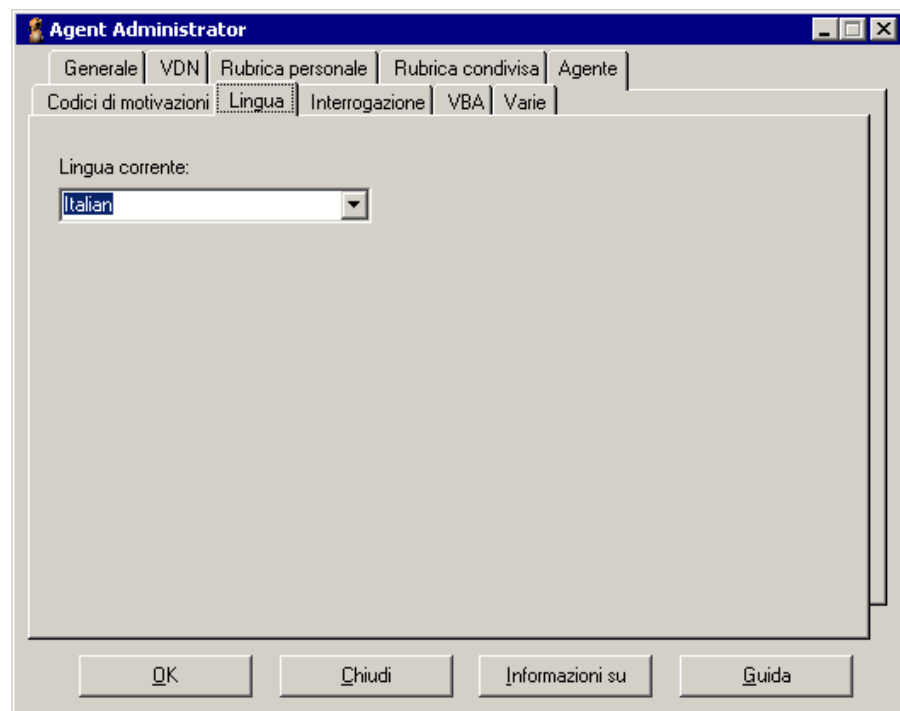 Agent Administrator
Generale VDN Rubrica personale Rubrica condivisa Agente
Codici di motivazioni Lingua Interrogazione VBA Varie
Lingua corrente:
Italian
OK Chiudi Informazioni su Guida